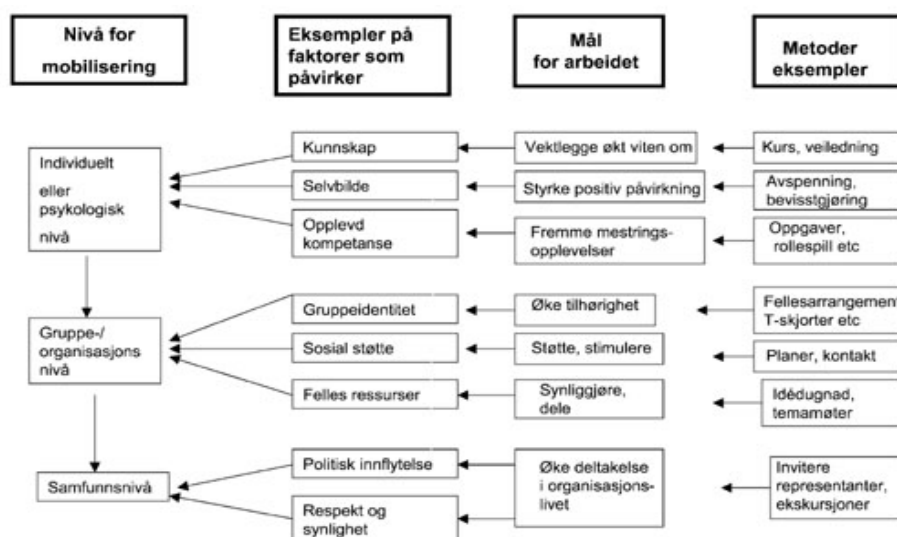 Nivå for
mobilisering
Eksempler på
faktorer som
påvirker
Mål
for arbeidet
Metoder
eksempler
Individuelt
eller
psykologisk
nivå
Kunnskap
Vektlegge økt viten om
Kurs, veiledning
Selvbilde
Styrke positiv påvirkning
Avspenning,
bevisstgjøring
Opplevd
kompetanse
Fremme mestrings-
opplevelser
Oppgaver,
rollespill etc
Gruppe-/
organisasjons
nivå
Gruppeidentitet
Øke tilhørighet
Fellesarrangement
T-skjorter etc
Sosial støtte
Støtte, stimulere
Planer, kontakt
Felles ressurser
Synliggjøre,
dele
Idédugnad,
temamøter
Samfunnsnivå
Politisk innflytelse
Respekt og
synlighet
Øke deltakelse
i organisasjons-
livet
Invitere
representanter,
ekskursjoner